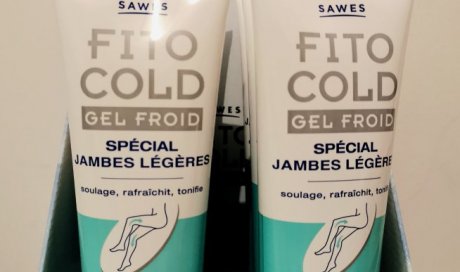 SAWES
FITO
COLD
GEL FROID
SPÉCIAL
JAMBES LÉGÈRES
soulage, rafraîchit, tonifie
SAWES
FITO
COLD
GEL FROID
SPÉCIAL
JAMBES LÉGÈRES
soulage, rafraîchit, tonifie
SAWES